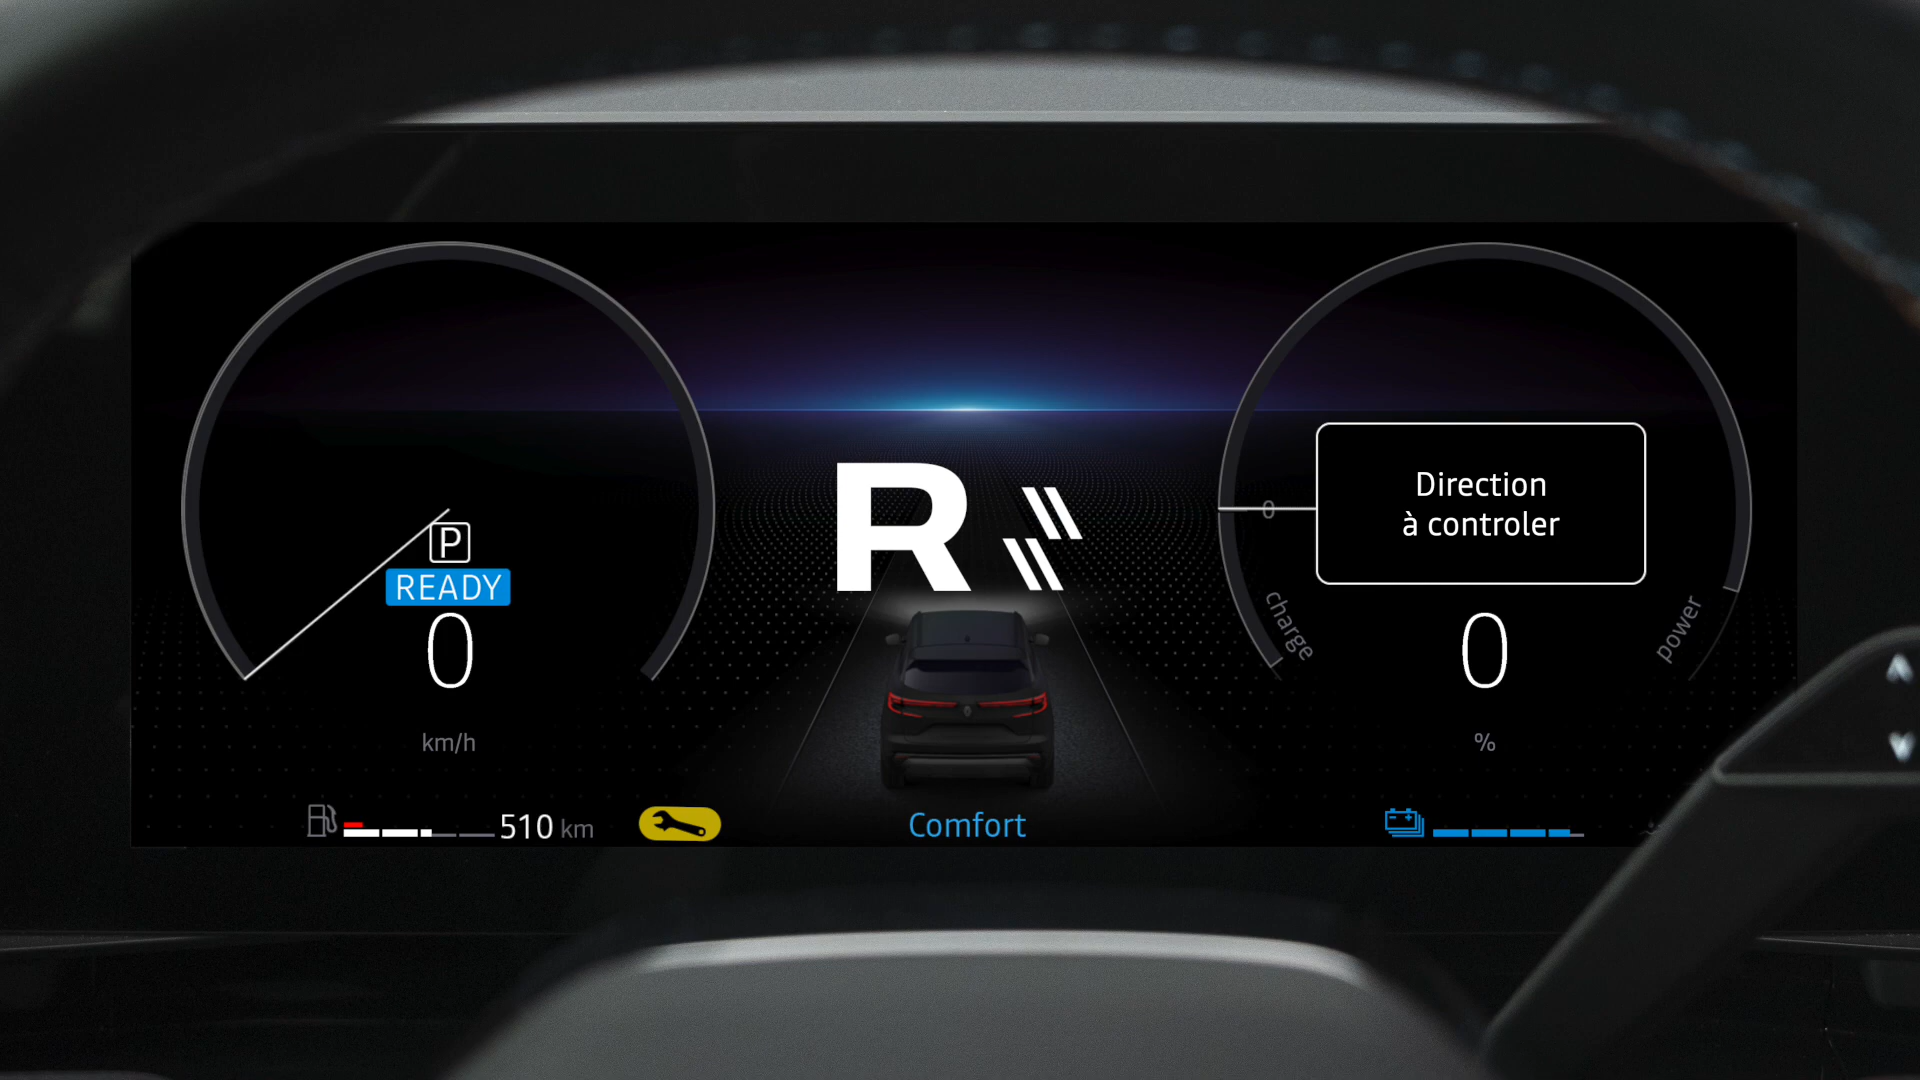 R
0
Direction
à controler
P
READY
0
0
charge
power
km/h
%
510 km
Comfort